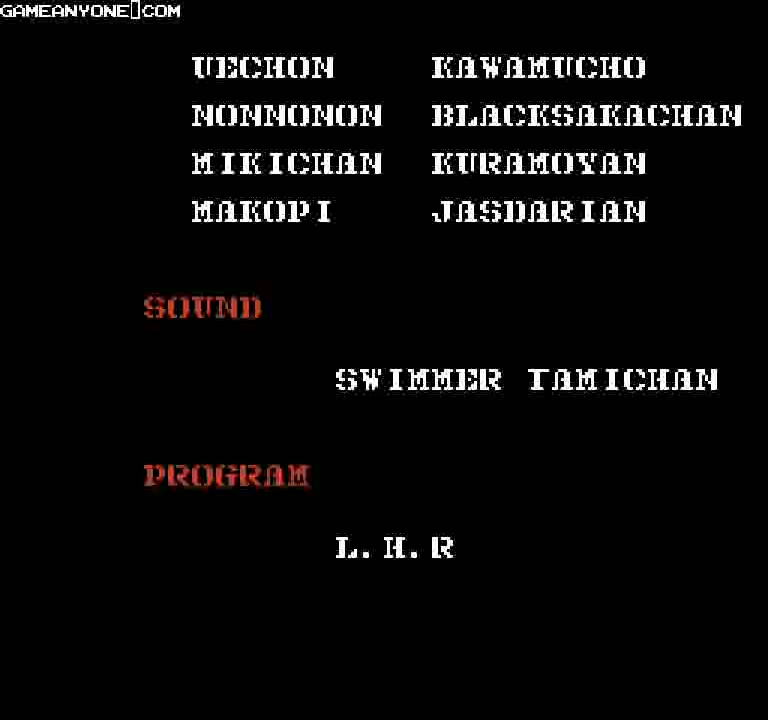 GAMEANYONE.COM
UECHON KAWAMUCHO
NONNONON BLACKSAKACHAN
MIKICHAN KURAMOYAN
MAKOPI JASDARIAN
SOUND
SWIMMER TAMICHAN
PROGRAM
L.H.R